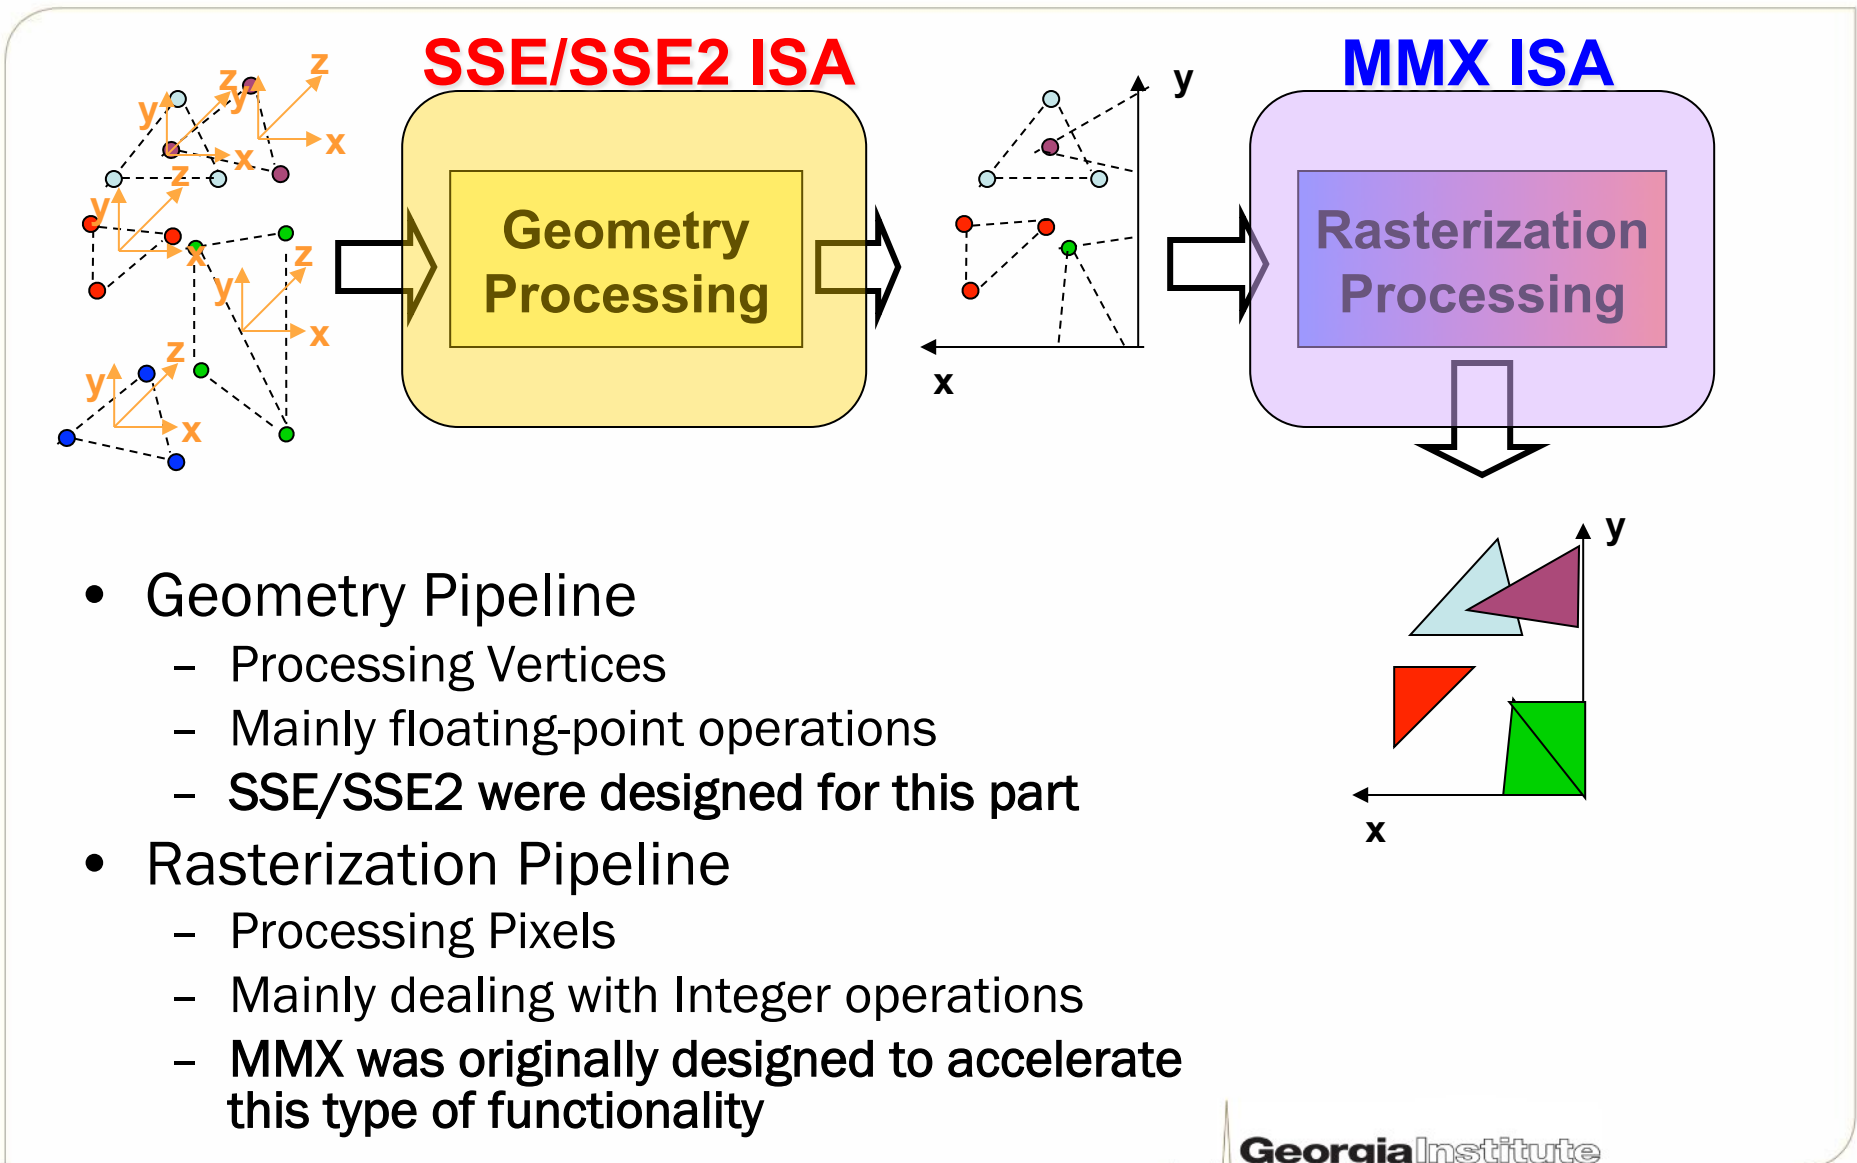 SSE/SSE2 ISA
MMX ISA
z
z
y
y
x
x
z
y
x
z
y
x
z
y
x
Geometry
Processing
y
x
Rasterization
Processing
y
x
• Geometry Pipeline
– Processing Vertices
– Mainly floating-point operations
– SSE/SSE2 were designed for this part
• Rasterization Pipeline
– Processing Pixels
– Mainly dealing with Integer operations
– MMX was originally designed to accelerate
this type of functionality
Georgia Institute